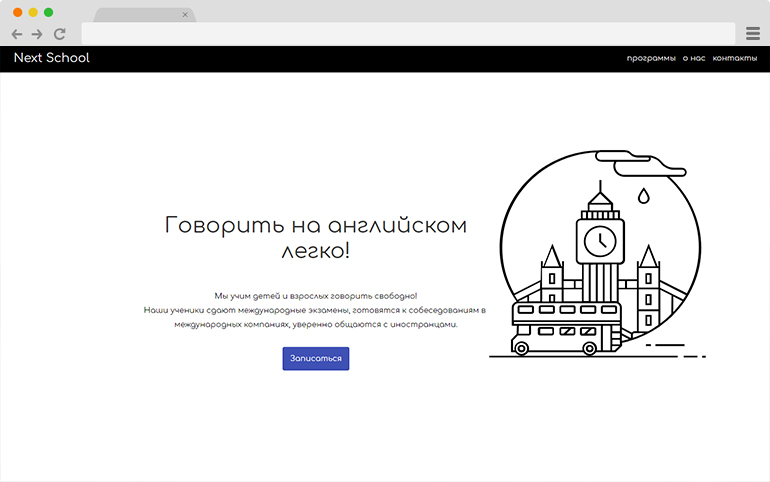 Next School
программы о нас контакты
Говорить на английском
легко!
Мы учим детей и взрослых говорить свободно!
Наши ученики сдают международные экзамены, готовятся к собеседованиям в
международных компаниях, уверенно общаются с иностранцами.
Записаться